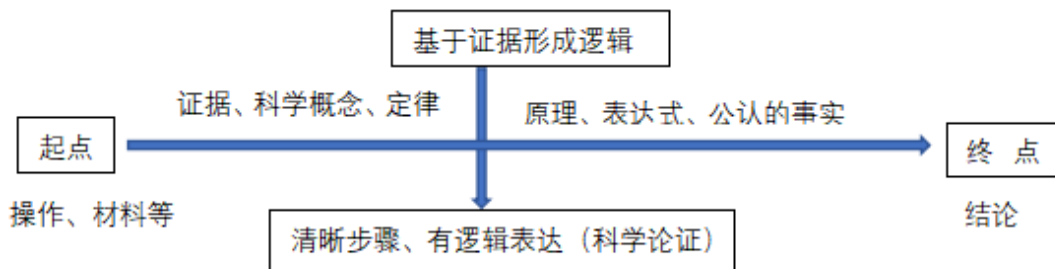 基于证据形成逻辑
证据、科学概念、定律
原理、表达式、公认的事实
起点
终 点
操作、材料等
结论
清晰步骤、有逻辑表达（科学论证）